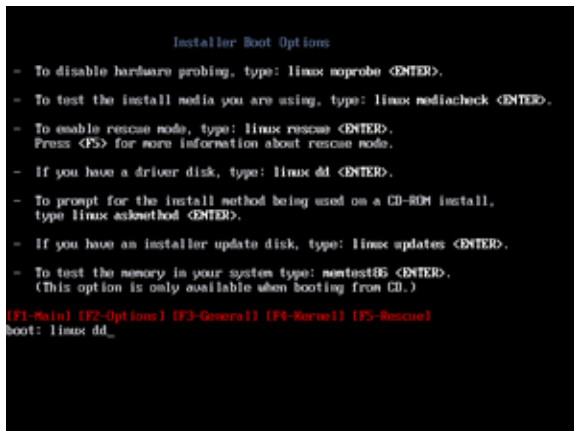 Installer Boot Options
- To disable hardware probing, type: linux noprobe <ENTER>.
- To test the install media you are using, type: linux mediacheck <ENTER>.
- To enable rescue mode, type: linux rescue <ENTER>.
Press <F5> for more information about rescue mode.
- If you have a driver disk, type: linux dd <ENTER>.
- To prompt for the install method being used on a CD-ROM install,
type linux askmethod <ENTER>.
- If you have an installer update disk, type: linux updates <ENTER>.
- To test the memory in your system type: memtest86 <ENTER>.
(This option is only available when booting from CD.)
[F1-Main] [F2-Options] [F3-General] [F4-Kernel] [F5-Rescue]
boot: linux dd_